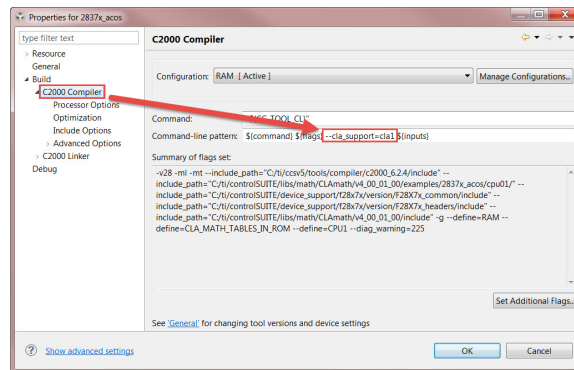 Properties for 2837x_acos
type filter text
Resource
General
Build
C2000 Compiler
Processor Options
Optimization
Include Options
Advanced Options
C2000 Linker
Debug
C2000 Compiler
Configuration: RAM [ Active ]
Manage Configurations...
Command:
Command-line pattern: ${command} ${flags} --cla_support=cla1 ${inputs}
Summary of flags set:
-v28 -ml -mt --include_path="C:/ti/ccsv5/tools/compiler/c2000_6.2.4/include" --
include_path="C:/ti/controlSUITE/libs/math/CLAmath/v4_00_01_00/examples/2837x_acos/cpu01/" --
include_path="C:/ti/controlSUITE/device_support/f28x7x/version/F28X7x_common/include" --
include_path="C:/ti/controlSUITE/device_support/f28x7x/version/F28X7x_headers/include" --
include_path="C:/ti/controlSUITE/libs/math/CLAmath/v4_00_01_00/include" -g --define=RAM --
define=CLA_MATH_TABLES_IN_ROM --define=CPU1 --diag_warning=225
Set Additional Flags..
See 'General' for changing tool versions and device settings
Show advanced settings
OK
Cancel